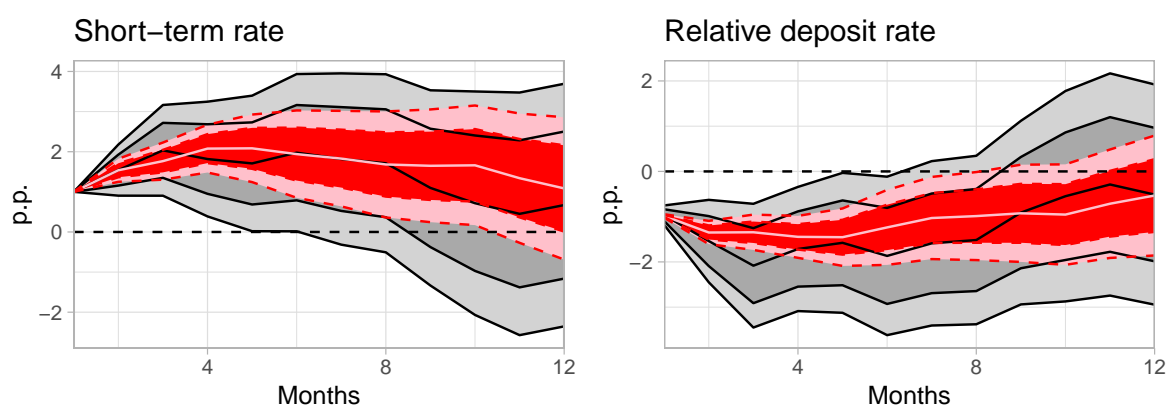 Short−term rate
p.p.
4
2
0
−2
4
8
12
Months
Relative deposit rate
p.p.
2
0
−2
4
8
12
Months